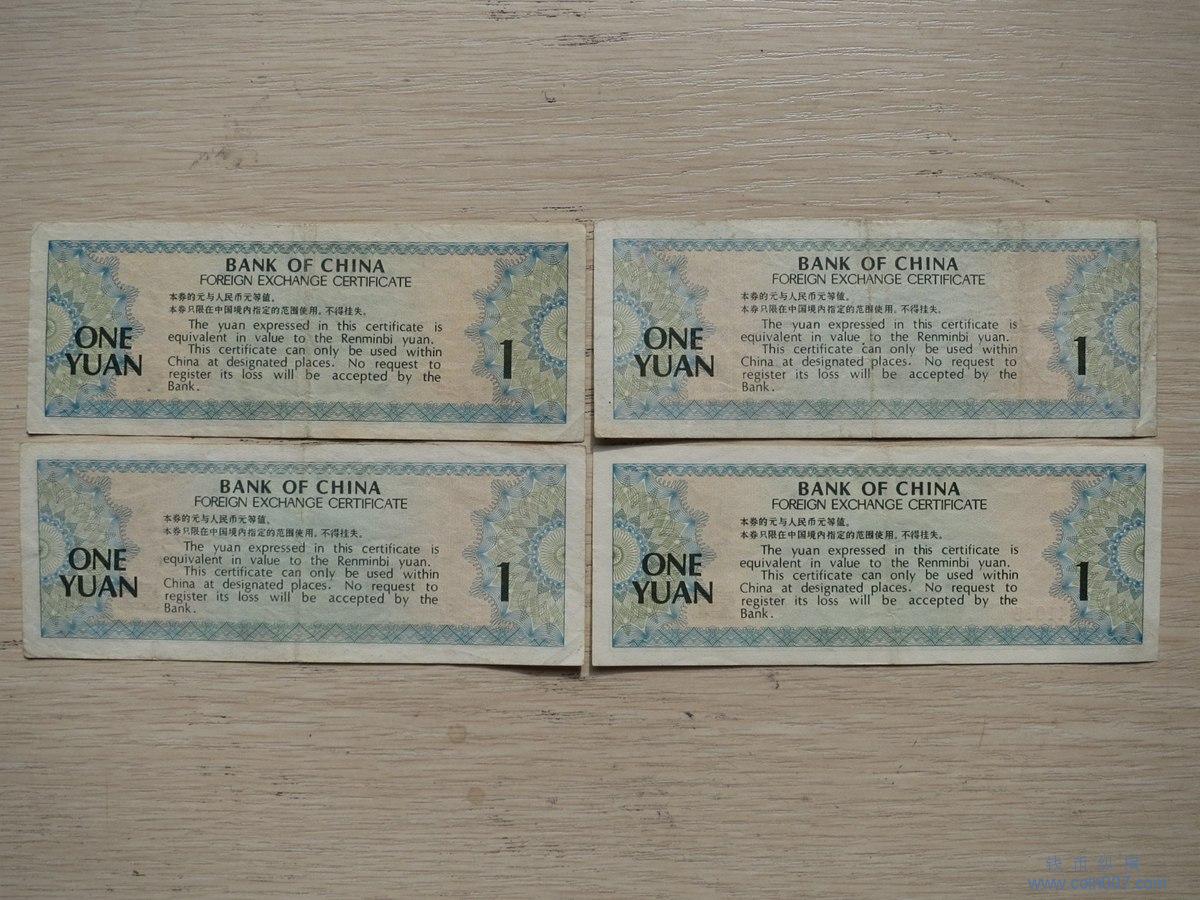 BANK OF CHINA
FOREIGN EXCHANGE CERTIFICATE
本券的元与人民币元等值。
本券只限在中国境内指定的范围使用,不得挂失。
The yuan expressed in this certificate is
equivalent in value to the Renminbi yuan.
This certificate can only be used within
China at designated places. No request to
register its loss will be accepted by the
Bank.
ONE
YUAN
1
BANK OF CHINA
FOREIGN EXCHANGE CERTIFICATE
本券的元与人民币元等值。
本券只限在中国境内指定的范围使用,不得挂失。
The yuan expressed in this certificate is
equivalent in value to the Renminbi yuan.
This certificate can only be used within
China at designated places. No request to
register its loss will be accepted by the
Bank.
ONE
YUAN
1
BANK OF CHINA
FOREIGN EXCHANGE CERTIFICATE
本券的元与人民币元等值。
本券只限在中国境内指定的范围使用,不得挂失。
The yuan expressed in this certificate is
equivalent in value to the Renminbi yuan.
This certificate can only be used within
China at designated places. No request to
register its loss will be accepted by the
Bank.
ONE
YUAN
1
BANK OF CHINA
FOREIGN EXCHANGE CERTIFICATE
本券的元与人民币元等值。
本券只限在中国境内指定的范围使用,不得挂失。
The yuan expressed in this certificate is
equivalent in value to the Renminbi yuan.
This certificate can only be used within
China at designated places. No request to
register its loss will be accepted by the
Bank.
ONE
YUAN
1
www.coin007.com